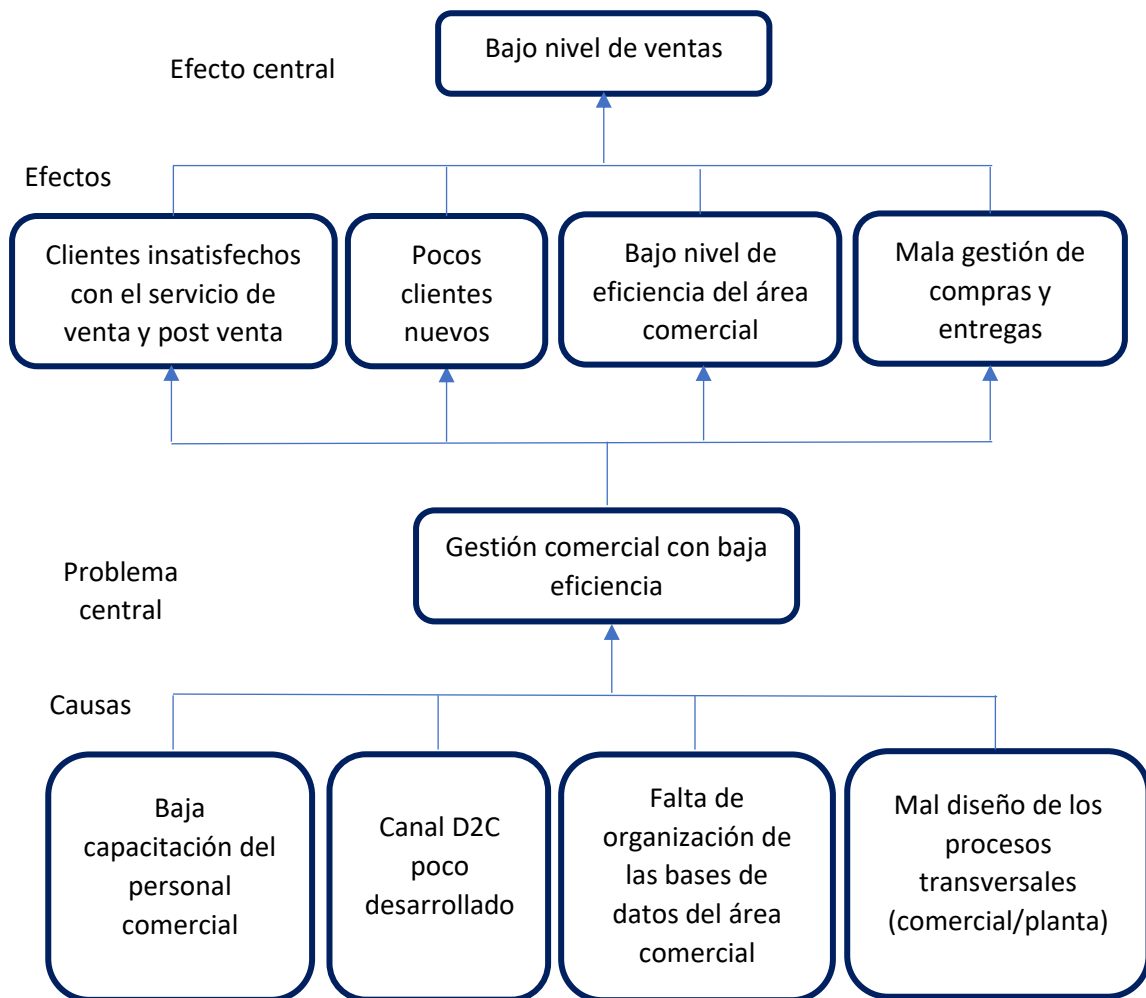 Bajo nivel de ventas
Efecto central
Efectos
Clientes insatisfechos
con el servicio de
venta y post venta
Pocos
clientes
nuevos
Bajo nivel de
eficiencia del área
comercial
Mala gestión de
compras y
entregas
Gestión comercial con baja
eficiencia
Problema
central
Causas
Baja
capacitación del
personal
comercial
Canal D2C
poco
desarrollado
Falta de
organización de
las bases de
datos del área
comercial
Mal diseño de los
procesos
transversales
(comercial/planta)